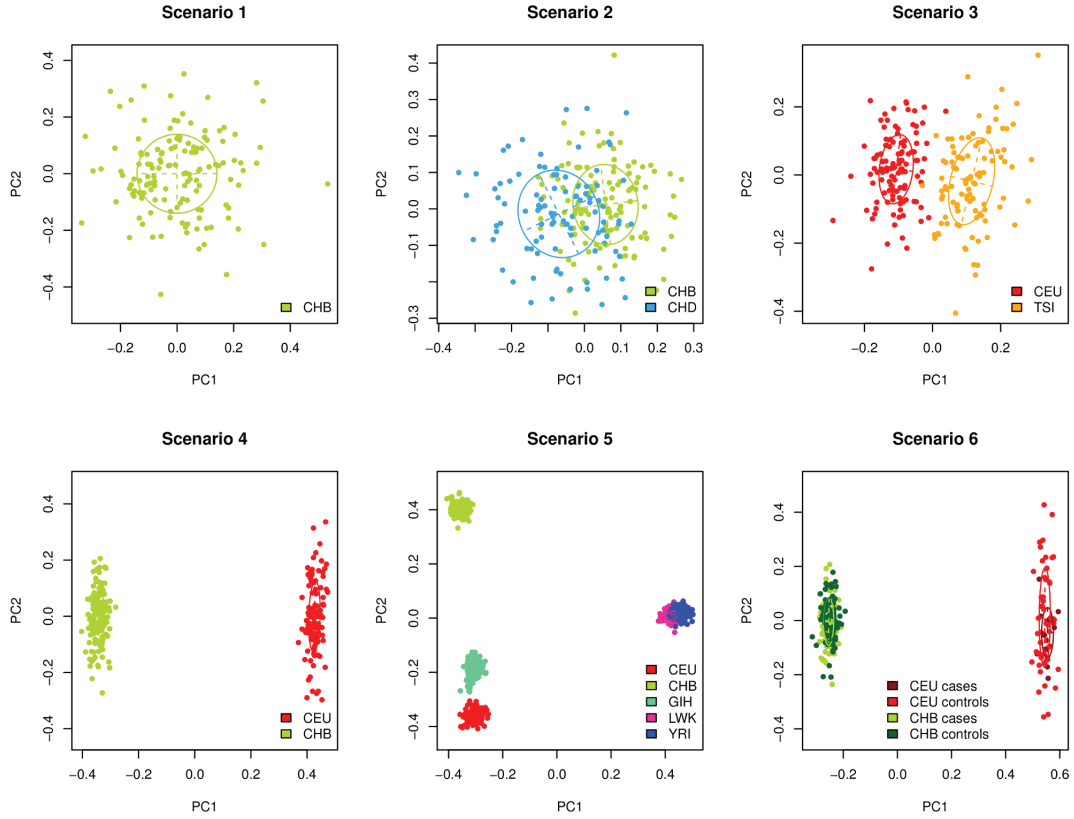 Scenario 1
Scenario 2
Scenario 3
PC2
0.4
0.2
0.0
−0.2
−0.4
−0.2
0.0
0.2
0.4
PC1
CHB
PC2
0.4
0.3
0.2
0.1
0.0
−0.1
−0.3
−0.4
−0.2
0.0
0.1
0.2
0.3
PC1
CHB
CHD
PC2
0.2
0.0
−0.2
−0.4
−0.2
0.0
0.2
PC1
CEU
TSI
Scenario 4
Scenario 5
Scenario 6
PC2
0.4
0.2
0.0
−0.2
−0.4
−0.4
−0.2
0.0
0.2
0.4
PC1
CEU
CHB
PC2
0.4
0.2
0.0
−0.2
−0.4
−0.4
−0.2
0.0
0.2
0.4
PC1
CEU
CHB
GIH
LWK
YRI
PC2
0.4
0.2
0.0
−0.2
−0.4
−0.2
0.0
0.2
0.4
0.6
PC1
CEU cases
CEU controls
CHB cases
CHB controls